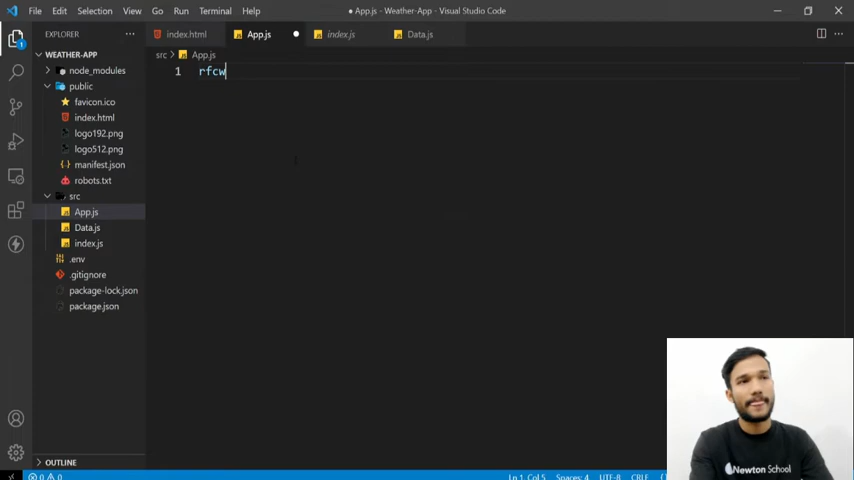 File Edit Selection View Go Run Terminal Help
● App.js - Weather-App - Visual Studio Code
EXPLORER
index.html
App.js
index.js
Data.js
WEATHER-APP
src > App.js
node_modules
public
favicon.ico
index.html
logo192.png
logo512.png
manifest.json
robots.txt
src
App.js
Data.js
index.js
.env
.gitignore
package-lock.json
package.json
OUTLINE
1 rfcw
1
Newton School
0 0
Ln 1, Col 5 Spaces: 4 UTF-8 CRLF